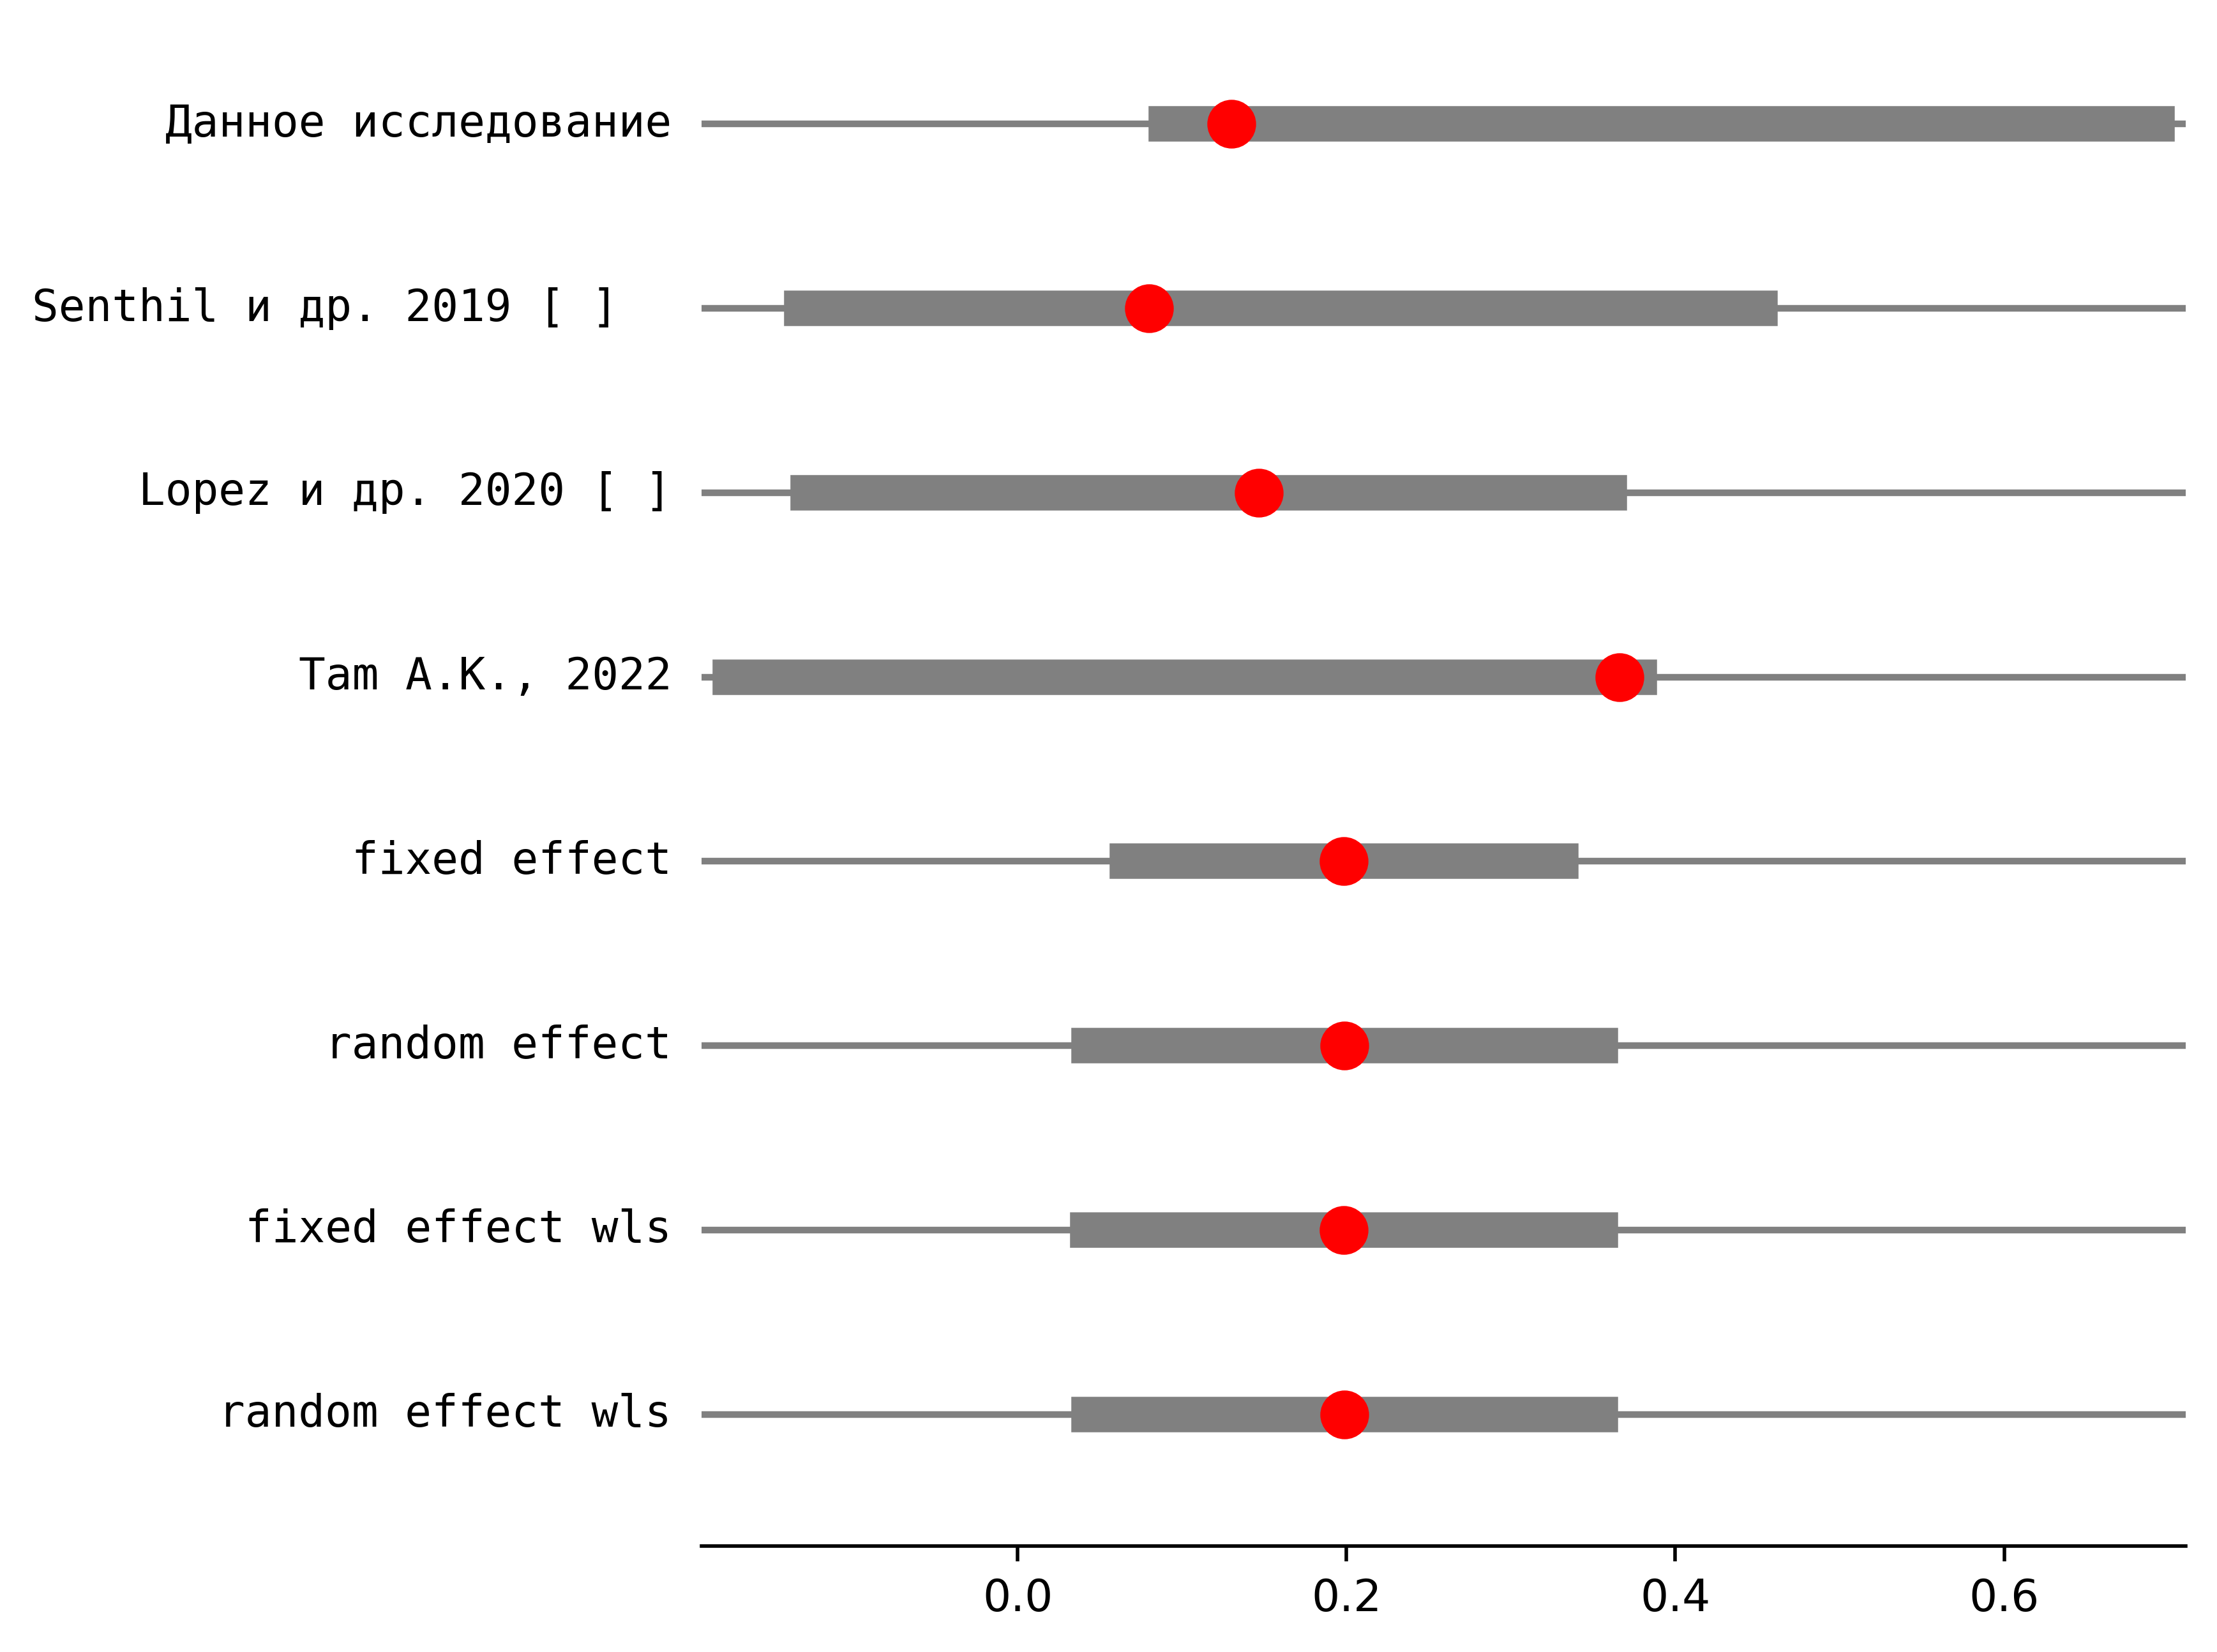 Данное исследование
Senthil и др. 2019 [ ]
Lopez и др. 2020 [ ]
Tam A.K., 2022
fixed effect
random effect
fixed effect wls
random effect wls
0.0 0.2 0.4 0.6